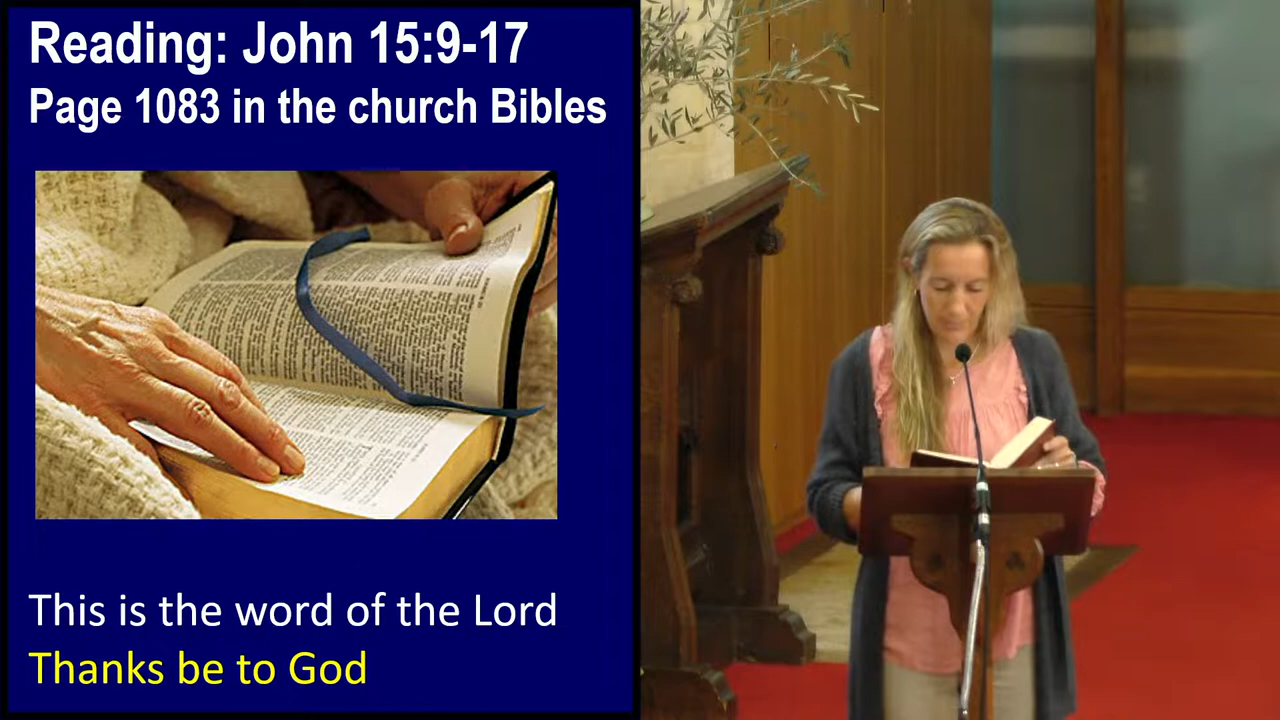 Reading: John 15:9-17
Page 1083 in the church Bibles
This is the word of the Lord
Thanks be to God